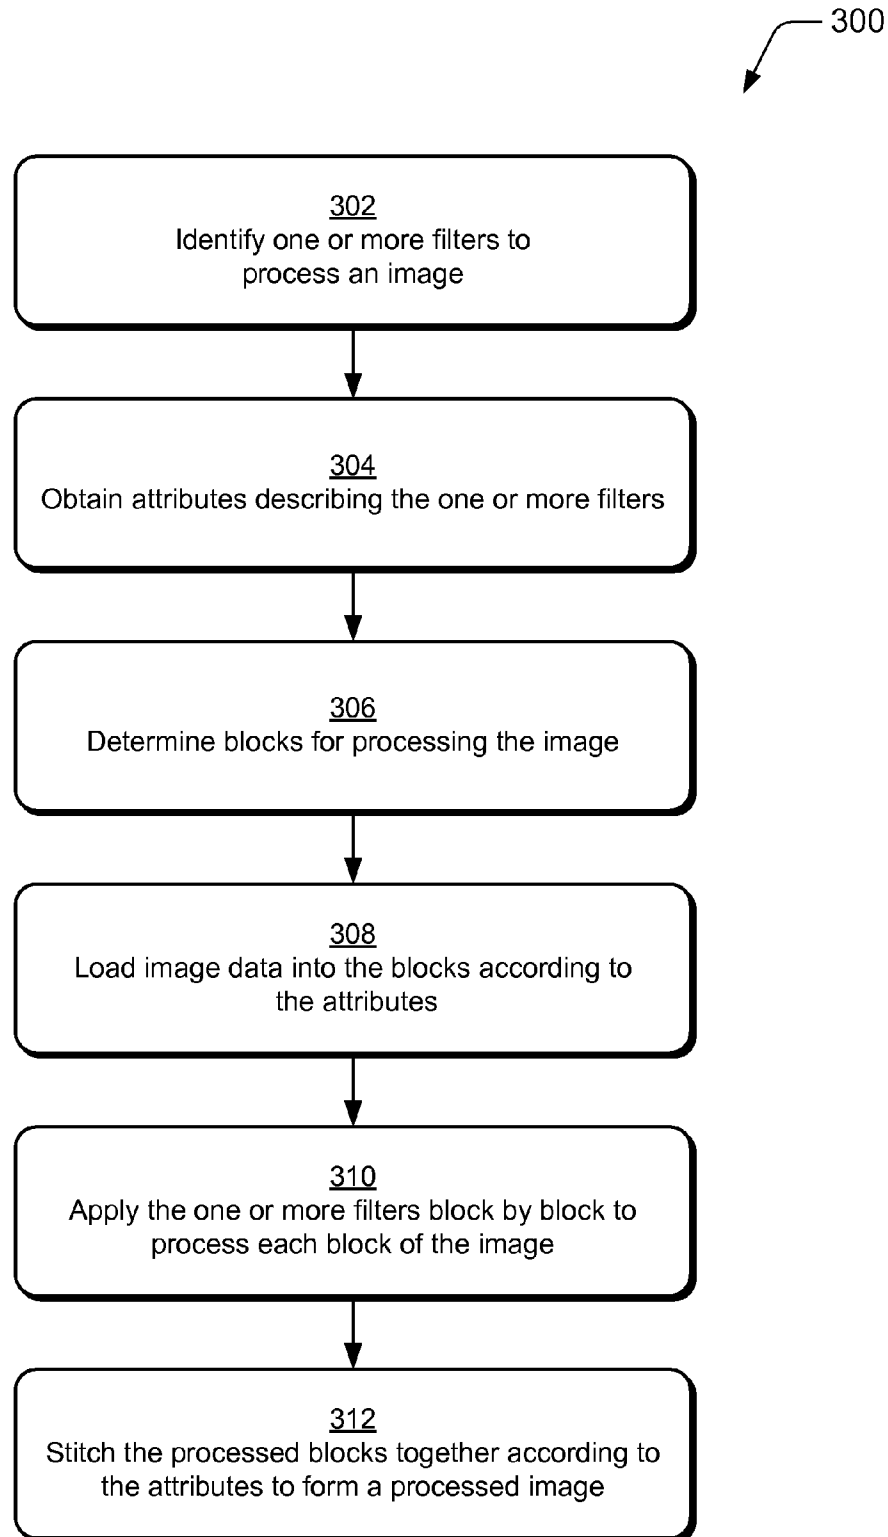 300
302
Identify one or more filters to
process an image
304
Obtain attributes describing the one or more filters
306
Determine blocks for processing the image
308
Load image data into the blocks according to
the attributes
310
Apply the one or more filters block by block to
process each block of the image
312
Stitch the processed blocks together according to
the attributes to form a processed image